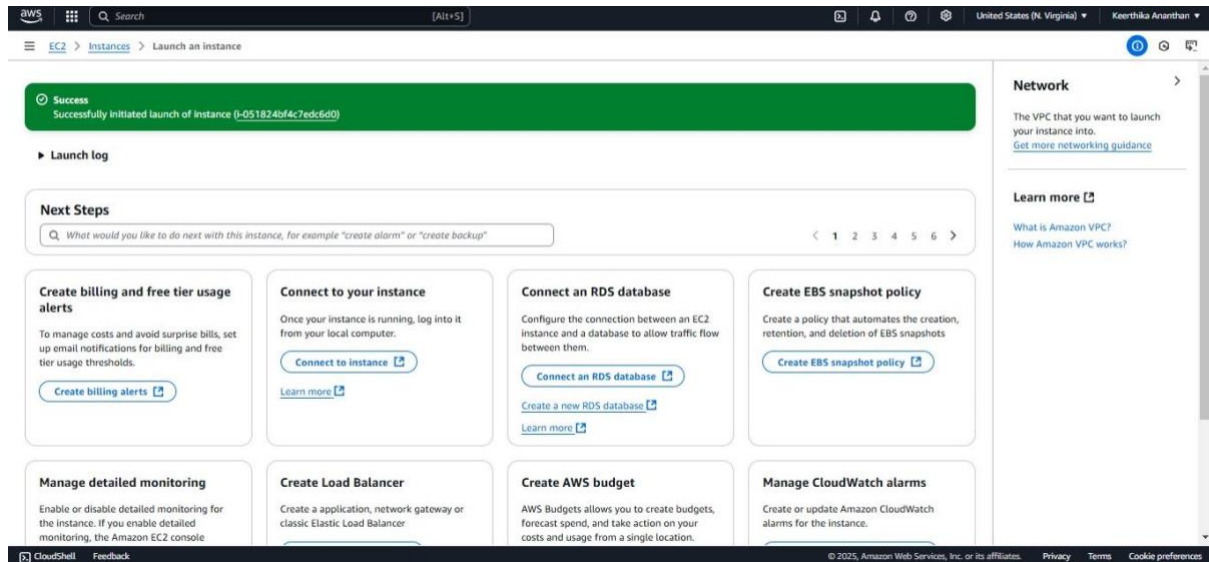 aws
Search
[Alt+S]
United States (N. Virginia)
Keerthika Ananthan
EC2 > Instances > Launch an instance
Success
Successfully initiated launch of instance (i-051824bf4c7edc6d0)
Launch log
Next Steps
What would you like to do next with this instance, for example "create alarm" or "create backup"
< 1 2 3 4 5 6 >
Create billing and free tier usage
alerts
To manage costs and avoid surprise bills, set
up email notifications for billing and free
tier usage thresholds.
Create billing alerts
Connect to your instance
Once your instance is running, log into it
from your local computer.
Connect to instance
Learn more
Connect an RDS database
Configure the connection between an EC2
instance and a database to allow traffic flow
between them.
Connect an RDS database
Create a new RDS database
Learn more
Create EBS snapshot policy
Create a policy that automates the creation,
retention, and deletion of EBS snapshots
Create EBS snapshot policy
Manage detailed monitoring
Enable or disable detailed monitoring for
the instance. If you enable detailed
monitoring, the Amazon EC2 console
Create Load Balancer
Create a application, network gateway or
classic Elastic Load Balancer
Create AWS budget
AWS Budgets allows you to create budgets,
forecast spend, and take action on your
costs and usage from a single location.
Manage CloudWatch alarms
Create or update Amazon CloudWatch
alarms for the instance.
Network
The VPC that you want to launch
your instance into.
Get more networking guidance
Learn more
What is Amazon VPC?
How Amazon VPC works?
CloudShell
Feedback
© 2025, Amazon Web Services, Inc. or its affiliates.
Privacy
Terms
Cookie preferences